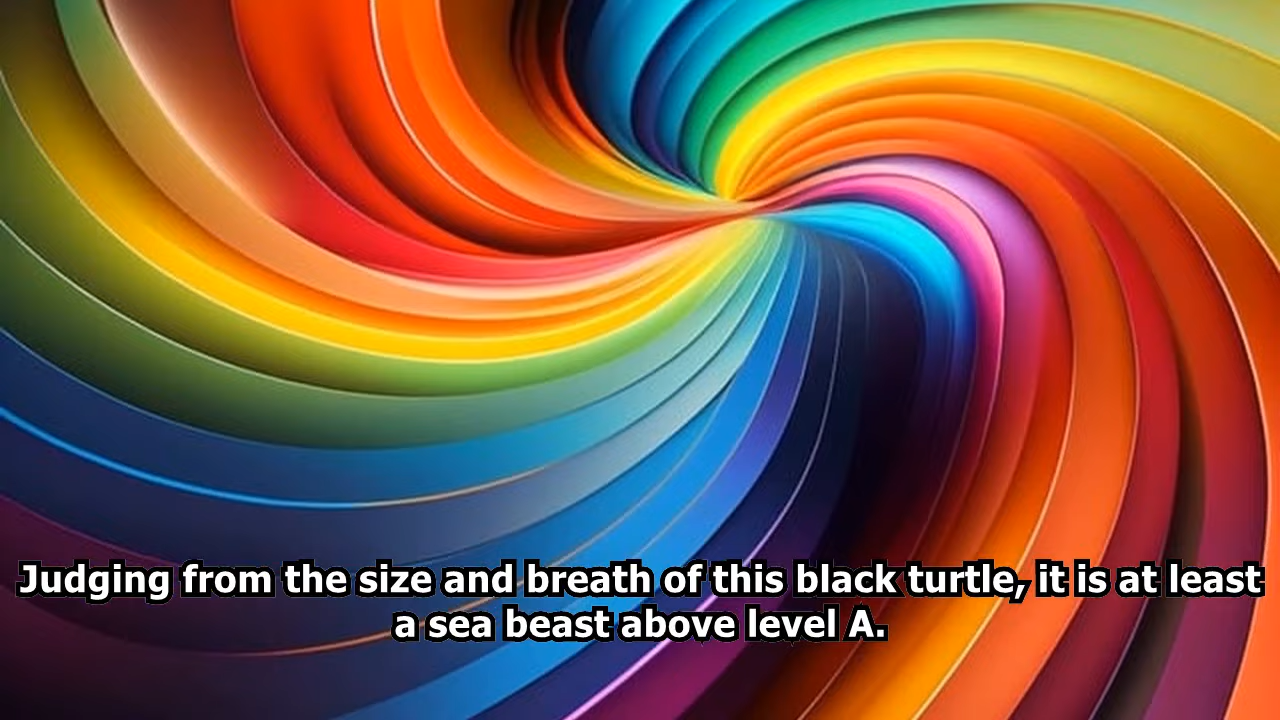 Judging from the size and breath of this black turtle, it is at least
a sea beast above level A.